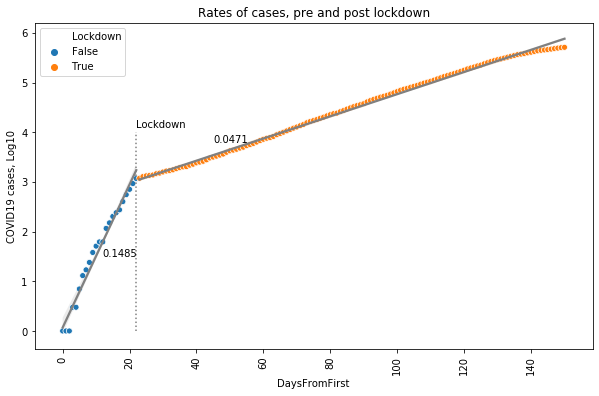 Rates of cases, pre and post lockdown
Lockdown
False
True
COVID19 cases, Log10
6
5
4
3
2
1
0
Lockdown
0.0471
0.1485
0
20
40
60
80
100
120
140
DaysFromFirst